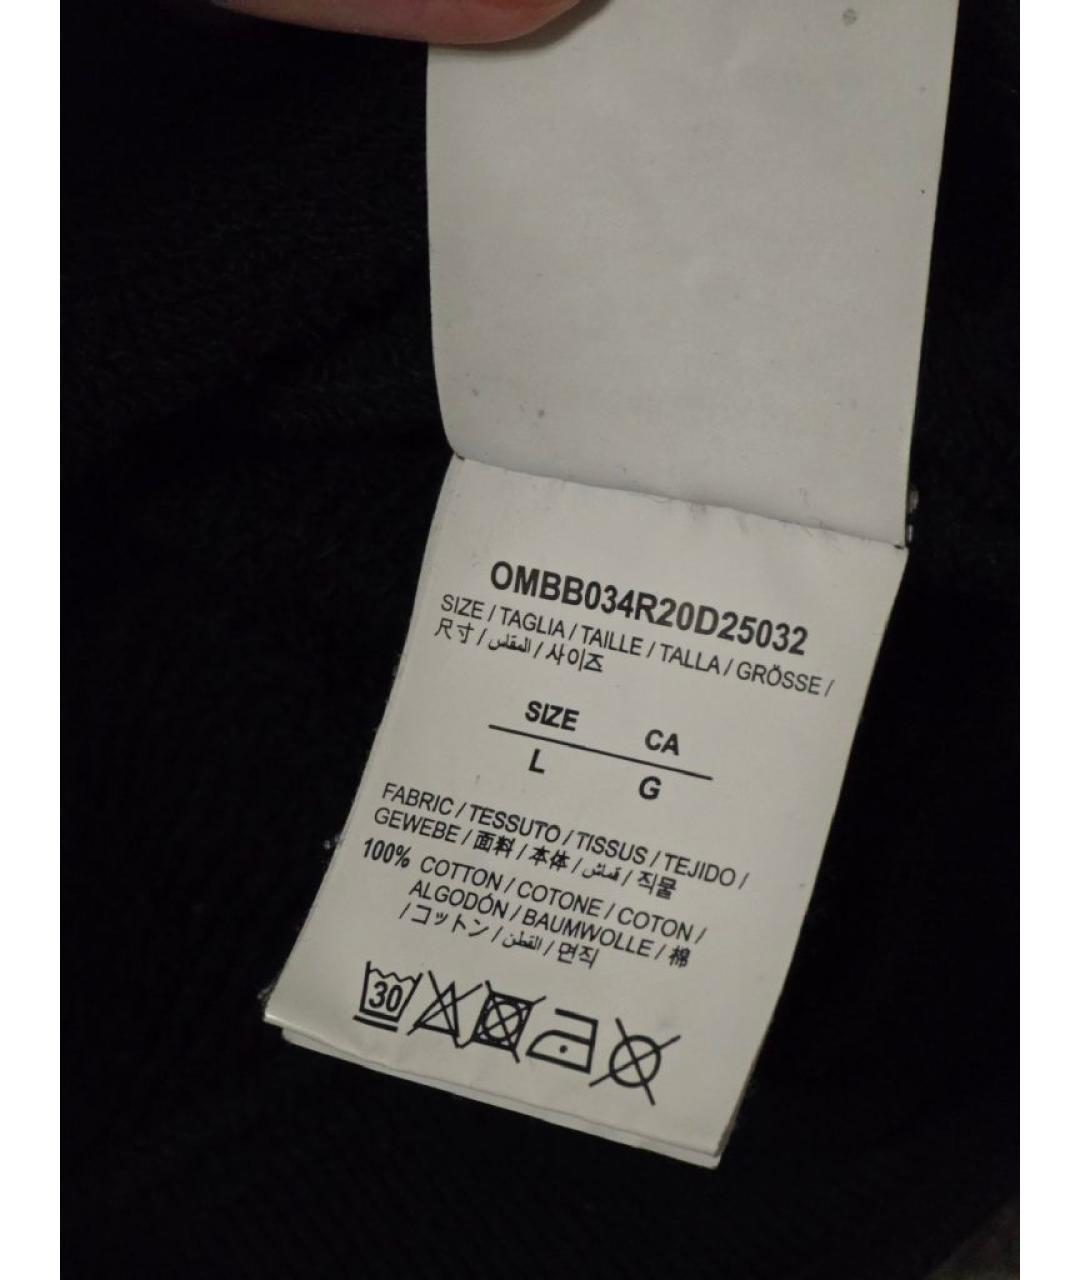 OMBB034R20D25032
SIZE / TAGLIA / TAILLE / TALLA / GRÖSSE /
尺寸 / المقاس / 사이즈
SIZE CA
L G
FABRIC / TESSUTO / TISSUS / TEJIDO /
GEWEBE / 面料 / 本体 / قماش / 직물
100% COTTON / COTONE / COTON /
ALGODÓN / BAUMWOLLE / 棉
/ コットン / القطن / 면직
30